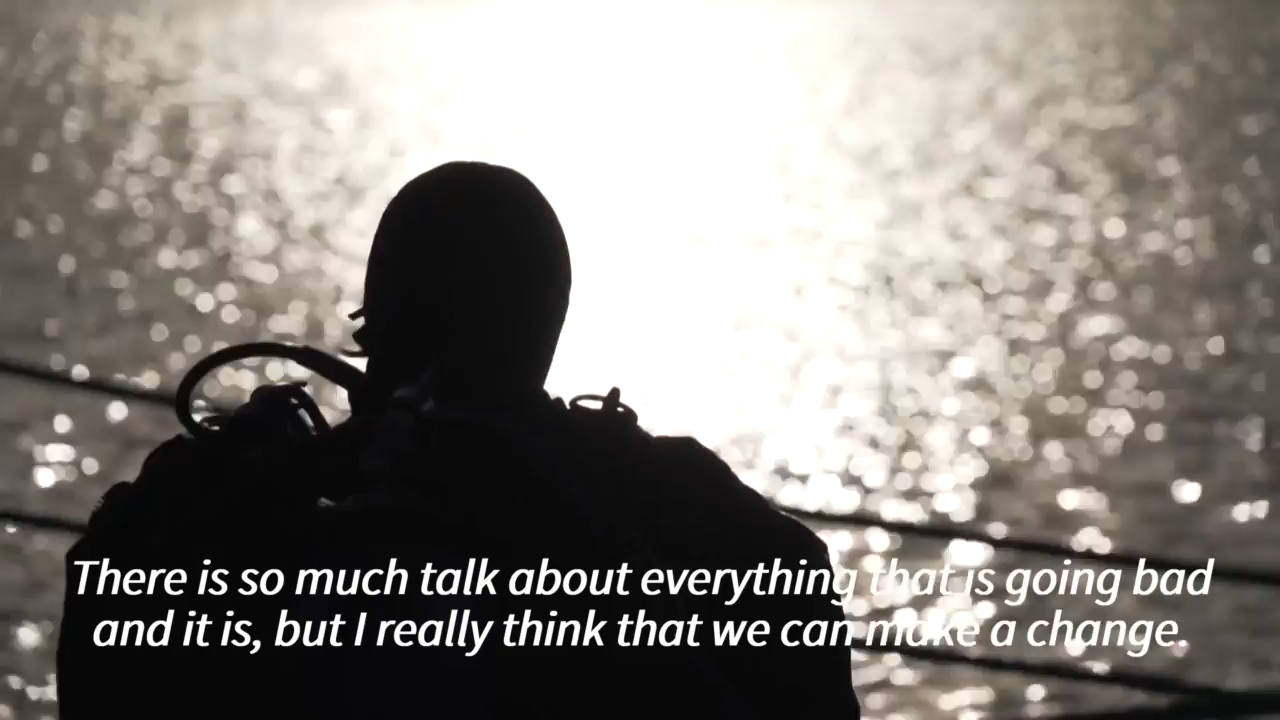 There is so much talk about everything that is going bad
and it is, but I really think that we can make a change.